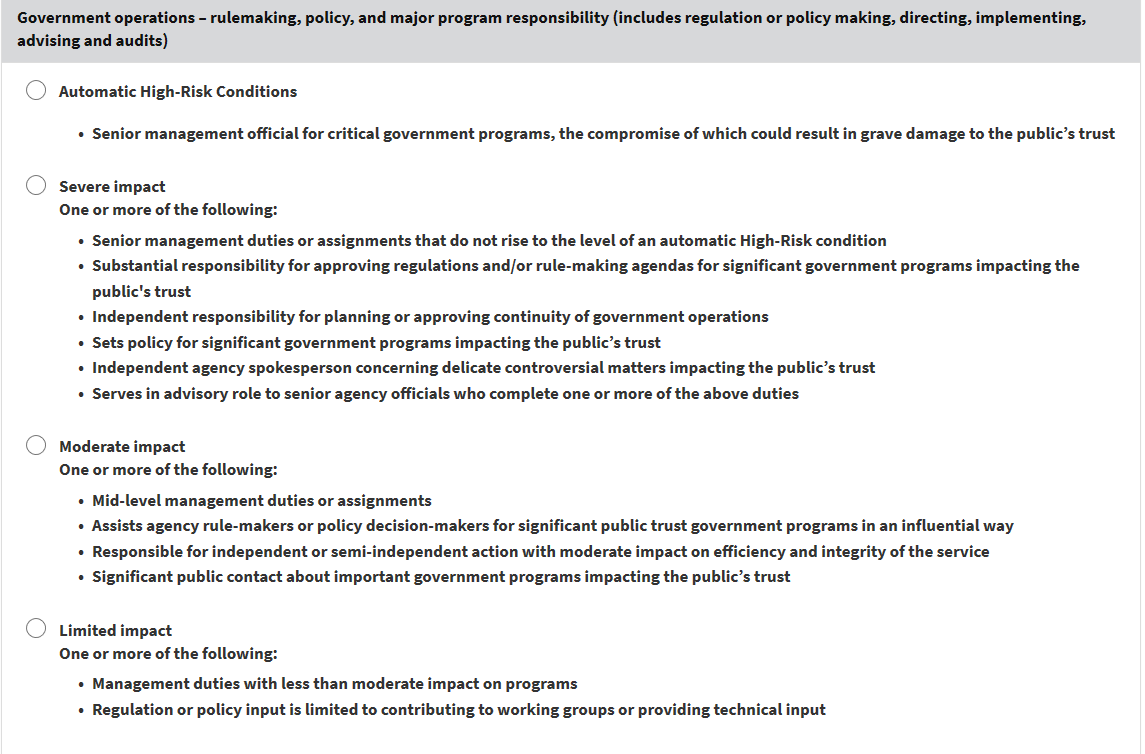 Government operations – rulemaking, policy, and major program responsibility (includes regulation or policy making, directing, implementing,
advising and audits)
Automatic High-Risk Conditions
• Senior management official for critical government programs, the compromise of which could result in grave damage to the public’s trust
Severe impact
One or more of the following:
• Senior management duties or assignments that do not rise to the level of an automatic High-Risk condition
• Substantial responsibility for approving regulations and/or rule-making agendas for significant government programs impacting the
public's trust
• Independent responsibility for planning or approving continuity of government operations
• Sets policy for significant government programs impacting the public’s trust
• Independent agency spokesperson concerning delicate controversial matters impacting the public’s trust
• Serves in advisory role to senior agency officials who complete one or more of the above duties
Moderate impact
One or more of the following:
• Mid-level management duties or assignments
• Assists agency rule-makers or policy decision-makers for significant public trust government programs in an influential way
• Responsible for independent or semi-independent action with moderate impact on efficiency and integrity of the service
• Significant public contact about important government programs impacting the public’s trust
Limited impact
One or more of the following:
• Management duties with less than moderate impact on programs
• Regulation or policy input is limited to contributing to working groups or providing technical input